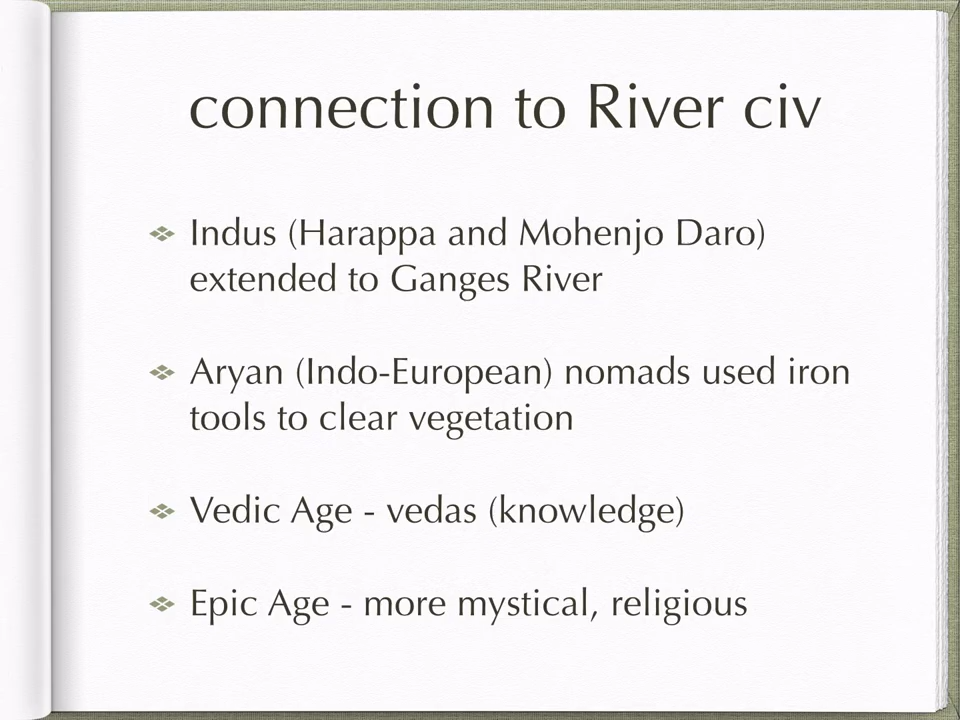 connection to River civ
Indus (Harappa and Mohenjo Daro)
extended to Ganges River
Aryan (Indo-European) nomads used iron
tools to clear vegetation
Vedic Age - vedas (knowledge)
Epic Age - more mystical, religious